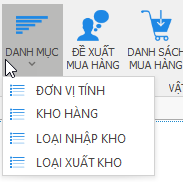 DANH MỤC
ĐỀ XUẤT
MUA HÀNG
DANH SÁCH
MUA HÀNG
VẬT
ĐƠN VỊ TÍNH
KHO HÀNG
LOẠI NHẬP KHO
LOẠI XUẤT KHO